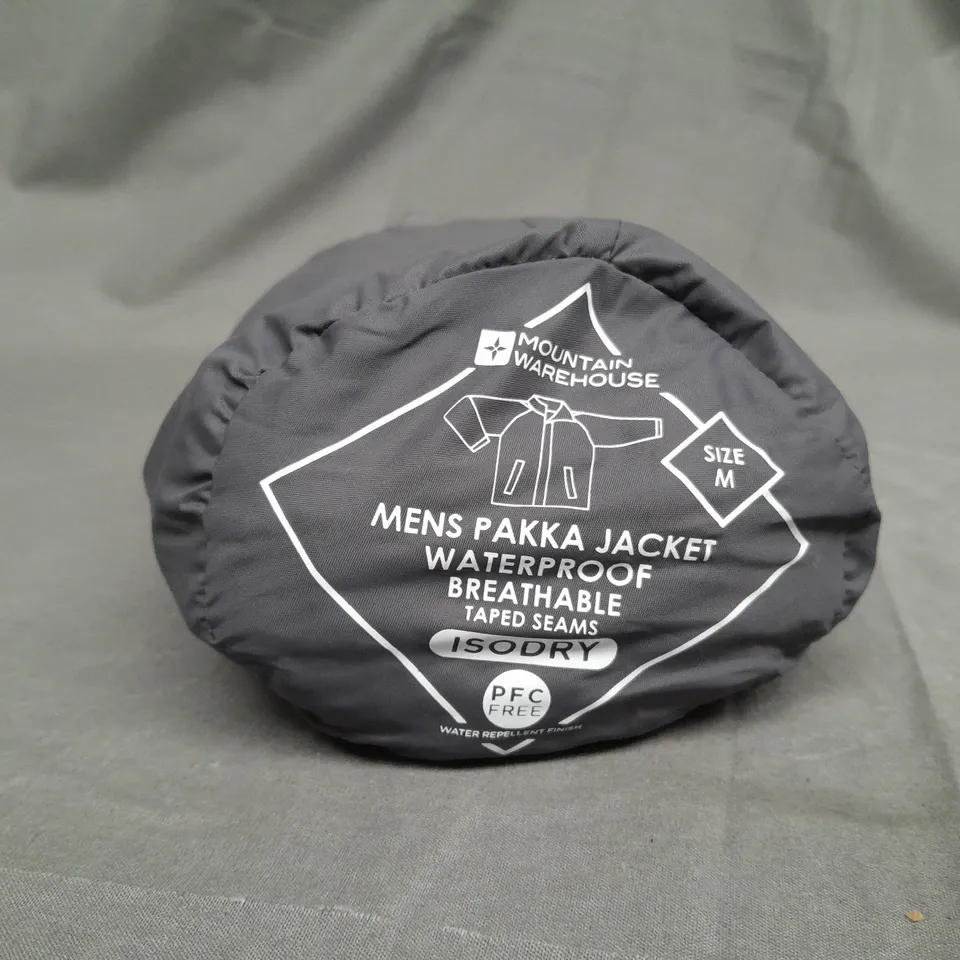 MOUNTAIN
WAREHOUSE
SIZE
M
MENS PAKKA JACKET
WATERPROOF
BREATHABLE
TAPED SEAMS
ISODRY
PFC
FREE
WATER REPELLENT FINISH